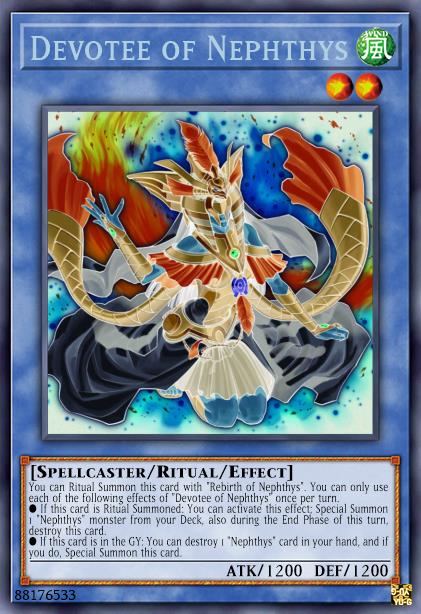 Devotee of Nephthys
WIND
風
[Spellcaster/Ritual/Effect]
You can Ritual Summon this card with "Rebirth of Nephthys". You can only use
each of the following effects of "Devotee of Nephthys" once per turn.
● If this card is Ritual Summoned: You can activate this effect; Special Summon
1 "Nephthys" monster from your Deck, also during the End Phase of this turn,
destroy this card.
● If this card is in the GY: You can destroy 1 "Nephthys" card in your hand, and if
you do, Special Summon this card.
ATK/1200 DEF/1200
88176533